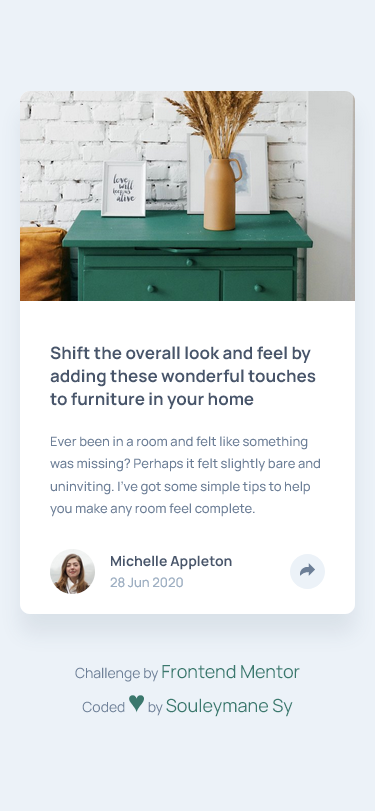 love
will
keep us
alive
Shift the overall look and feel by
adding these wonderful touches
to furniture in your home
Ever been in a room and felt like something
was missing? Perhaps it felt slightly bare and
uninviting. I've got some simple tips to help
you make any room feel complete.
Michelle Appleton
28 Jun 2020
Challenge by Frontend Mentor
Coded ♥ by Souleymane Sy